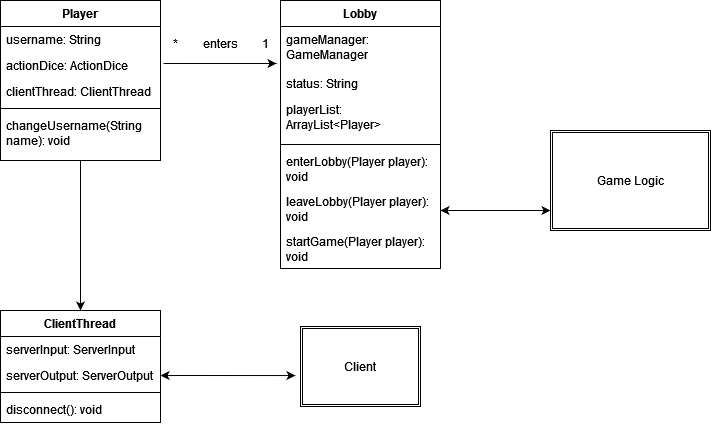 Player
username: String
actionDice: ActionDice
clientThread: ClientThread
changeUsername(String
name): void
* enters 1
Lobby
gameManager:
GameManager
status: String
playerList:
ArrayList<Player>
enterLobby(Player player):
void
leaveLobby(Player player):
void
startGame(Player player):
void
Game Logic
ClientThread
serverInput: ServerInput
serverOutput: ServerOutput
disconnect(): void
Client